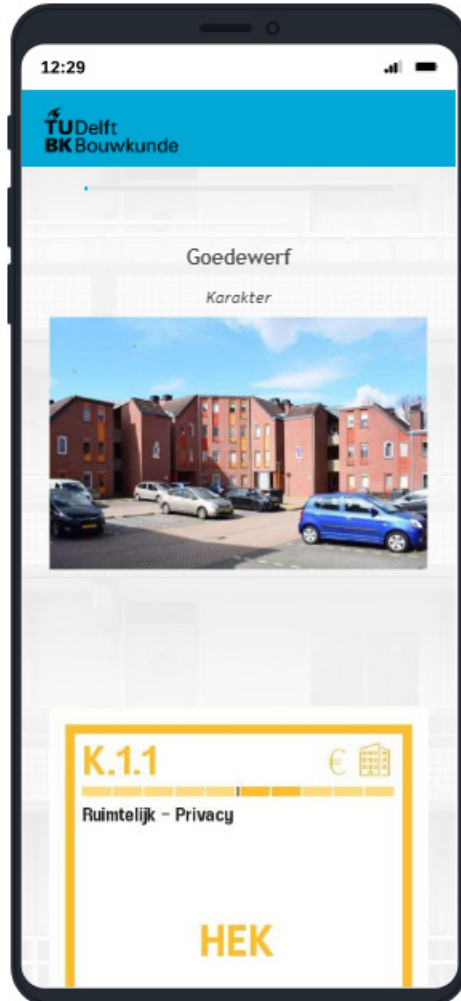 12:29
TUDelft
BK Bouwkunde
Goedewerf
Karakter
K.1.1 €
Ruimtelijk - Privacy
HEK